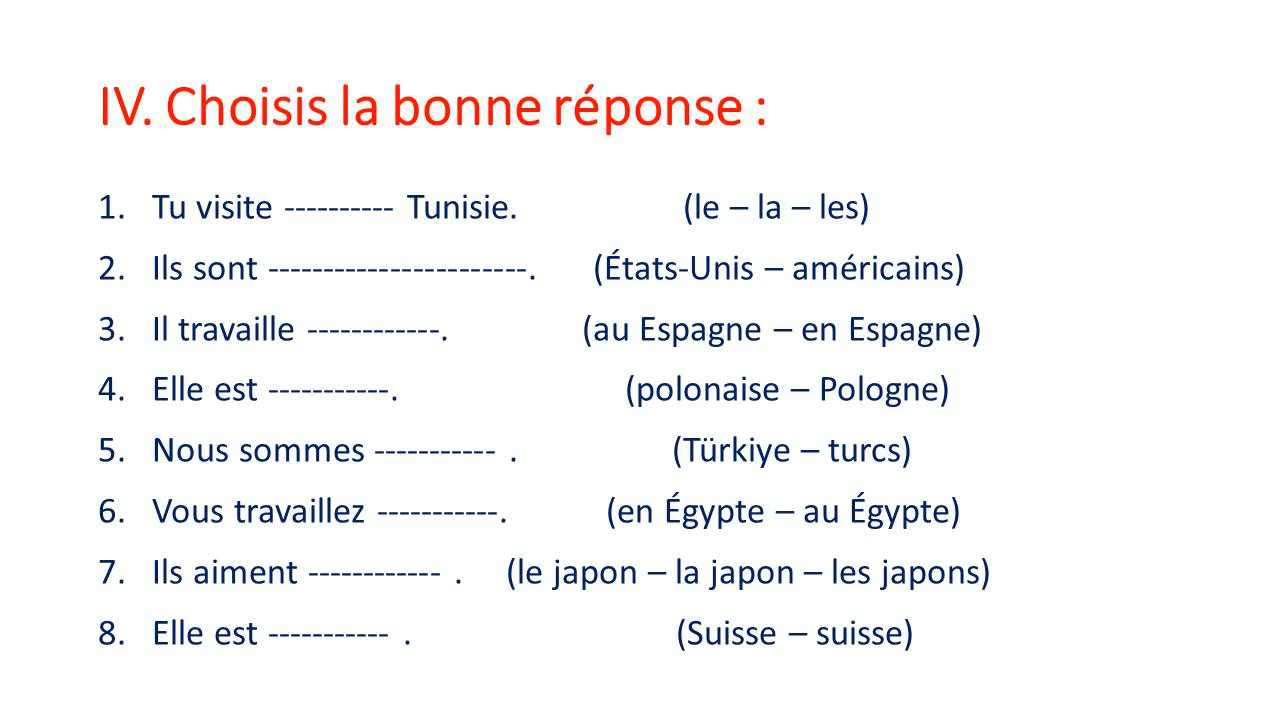 IV. Choisis la bonne réponse :
1. Tu visite ---------- Tunisie. (le – la – les)
2. Ils sont -----------------------. (États-Unis – américains)
3. Il travaille ------------. (au Espagne – en Espagne)
4. Elle est -----------. (polonaise – Pologne)
5. Nous sommes ----------- . (Türkiye – turcs)
6. Vous travaillez -----------. (en Égypte – au Égypte)
7. Ils aiment ------------ . (le japon – la japon – les japons)
8. Elle est ----------- . (Suisse – suisse)